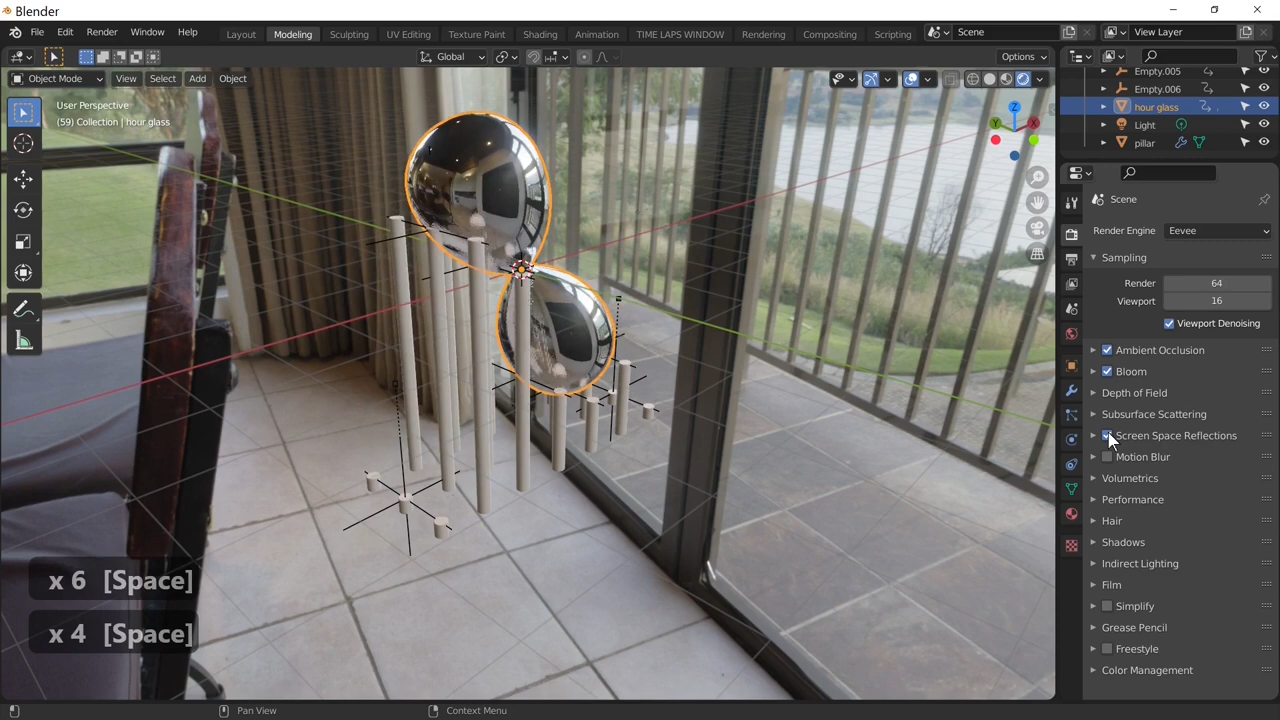 Blender
File Edit Render Window Help
Layout Modeling Sculpting UV Editing Texture Paint Shading Animation TIME LAPS WINDOW Rendering Compositing Scripting
Scene
View Layer
Global
Options
Object Mode View Select Add Object
User Perspective
(59) Collection | hour glass
Z
Y
X
x 6 [Space]
x 4 [Space]
Empty.005
Empty.006
hour glass
Light
pillar
Scene
Render Engine Eevee
Sampling
Render 64
Viewport 16
Viewport Denoising
Ambient Occlusion
Bloom
Depth of Field
Subsurface Scattering
Screen Space Reflections
Motion Blur
Volumetrics
Performance
Hair
Shadows
Indirect Lighting
Film
Simplify
Grease Pencil
Freestyle
Color Management
Pan View
Context Menu